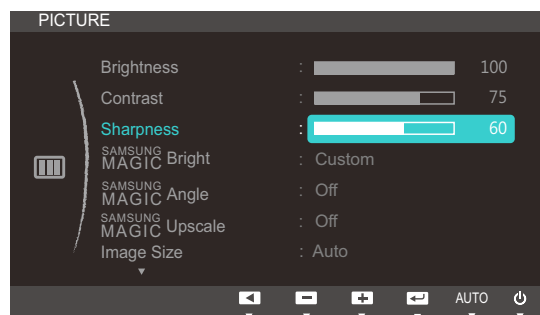 PICTURE
Brightness : 100
Contrast : 75
Sharpness : 60
SAMSUNG MAGIC Bright : Custom
SAMSUNG MAGIC Angle : Off
SAMSUNG MAGIC Upscale : Off
Image Size : Auto
AUTO